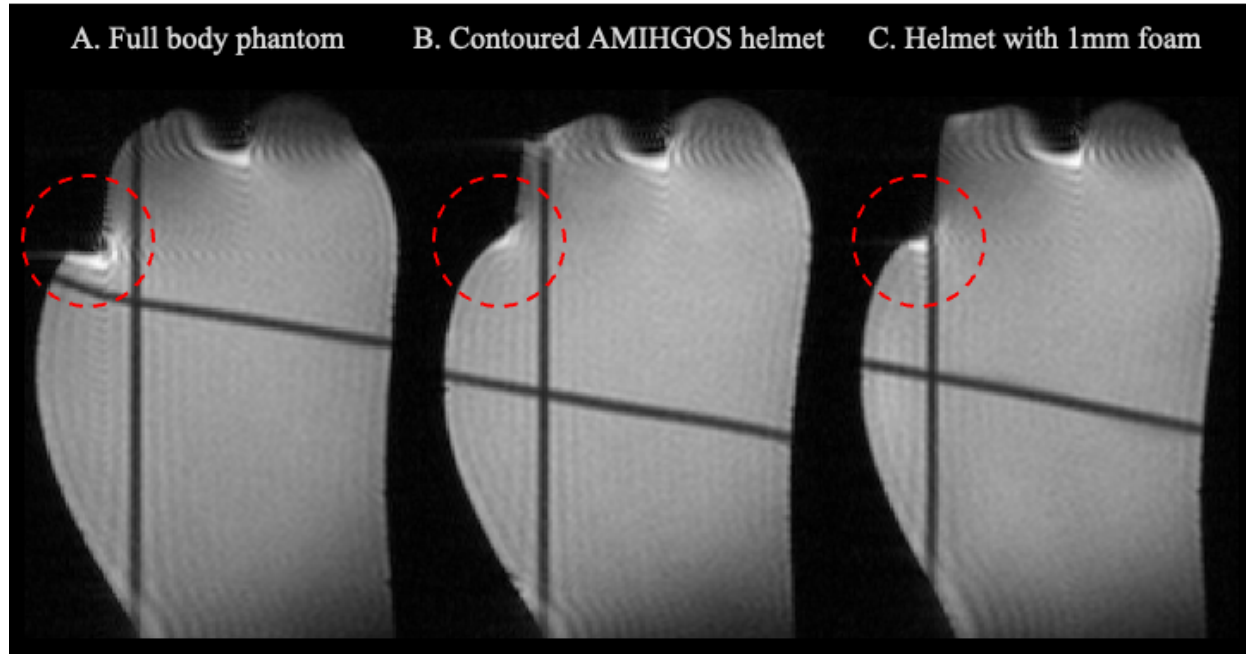 A. Full body phantom
B. Contoured AMIHGOS helmet
C. Helmet with 1mm foam